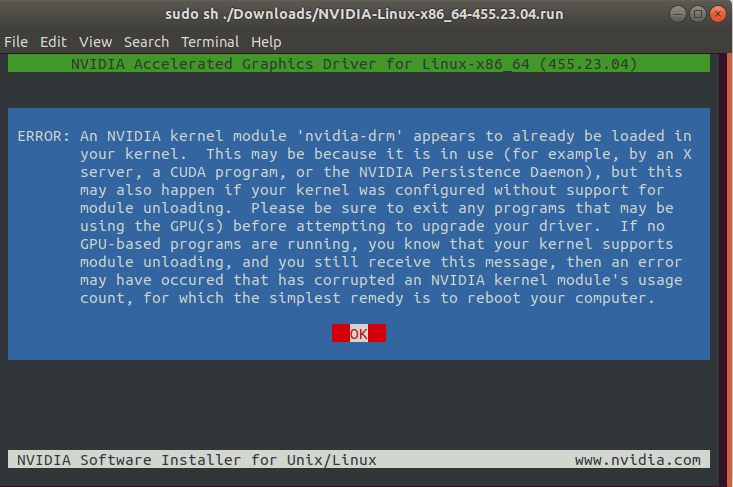 sudo sh ./Downloads/NVIDIA-Linux-x86_64-455.23.04.run
File Edit View Search Terminal Help
NVIDIA Accelerated Graphics Driver for Linux-x86_64 (455.23.04)
ERROR: An NVIDIA kernel module 'nvidia-drm' appears to already be loaded in
your kernel. This may be because it is in use (for example, by an X
server, a CUDA program, or the NVIDIA Persistence Daemon), but this
may also happen if your kernel was configured without support for
module unloading. Please be sure to exit any programs that may be
using the GPU(s) before attempting to upgrade your driver. If no
GPU-based programs are running, you know that your kernel supports
module unloading, and you still receive this message, then an error
may have occured that has corrupted an NVIDIA kernel module's usage
count, for which the simplest remedy is to reboot your computer.
OK
NVIDIA Software Installer for Unix/Linux www.nvidia.com